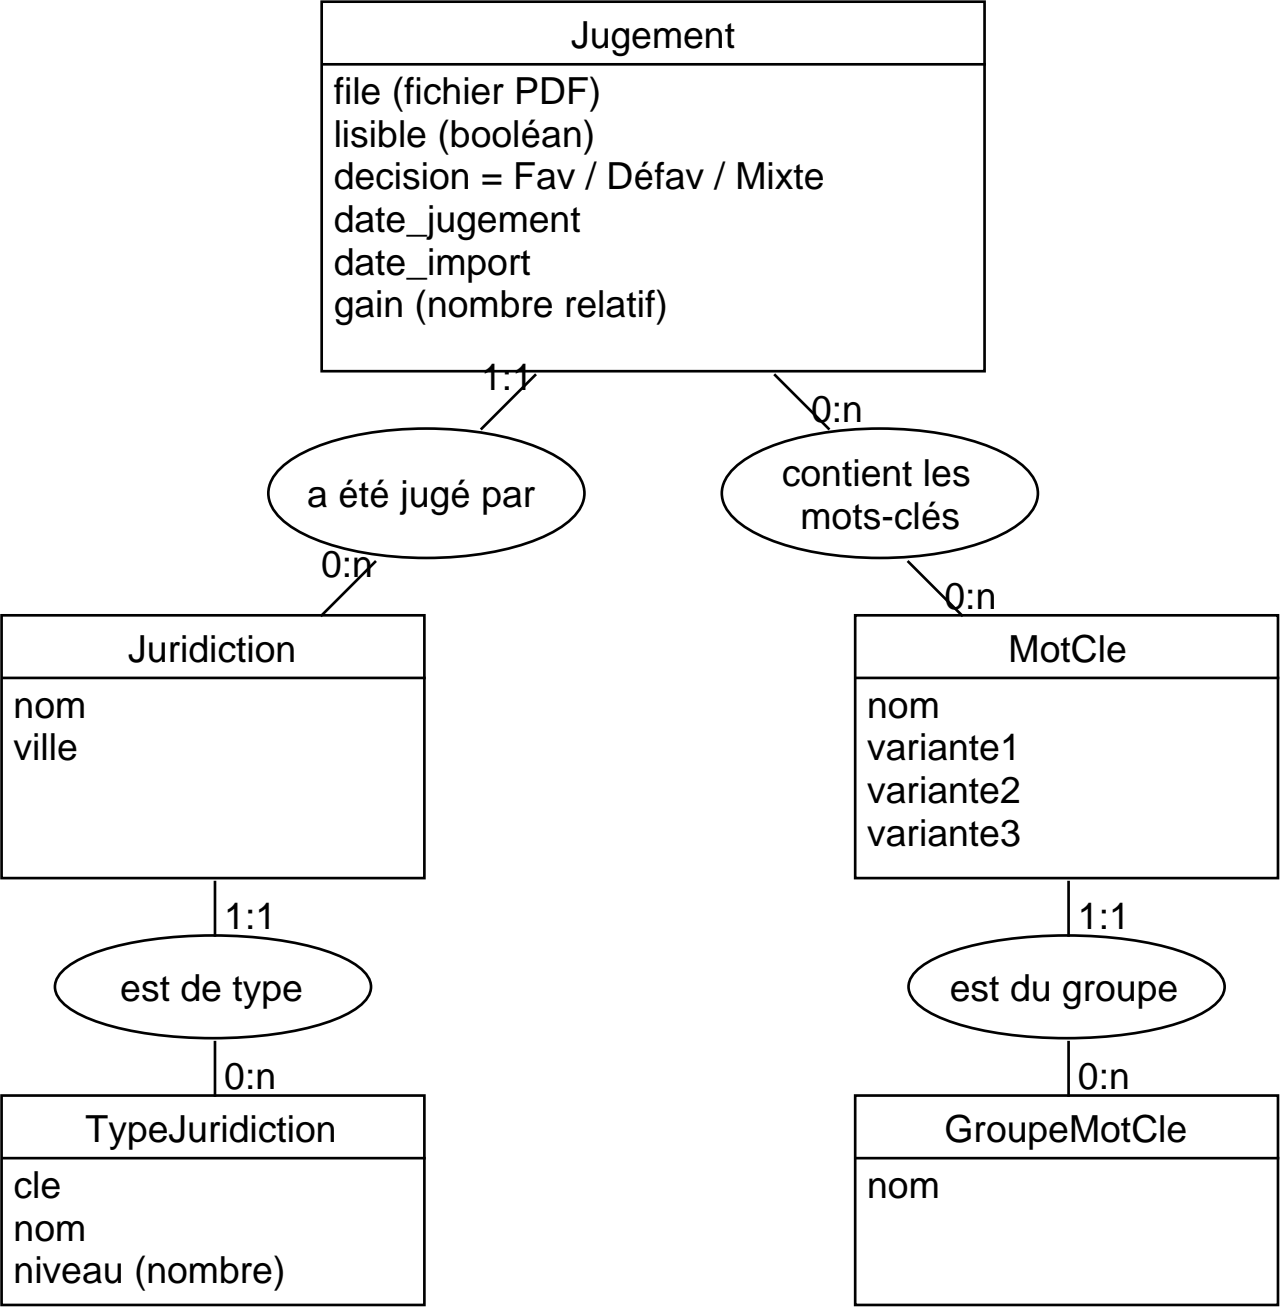 Jugement
file (fichier PDF)
lisible (booléan)
decision = Fav / Défav / Mixte
date_jugement
date_import
gain (nombre relatif)
1:1
0:n
a été jugé par
contient les
mots-clés
0:n
0:n
Juridiction
nom
ville
MotCle
nom
variante1
variante2
variante3
1:1
1:1
est de type
est du groupe
0:n
0:n
TypeJuridiction
cle
nom
niveau (nombre)
GroupeMotCle
nom